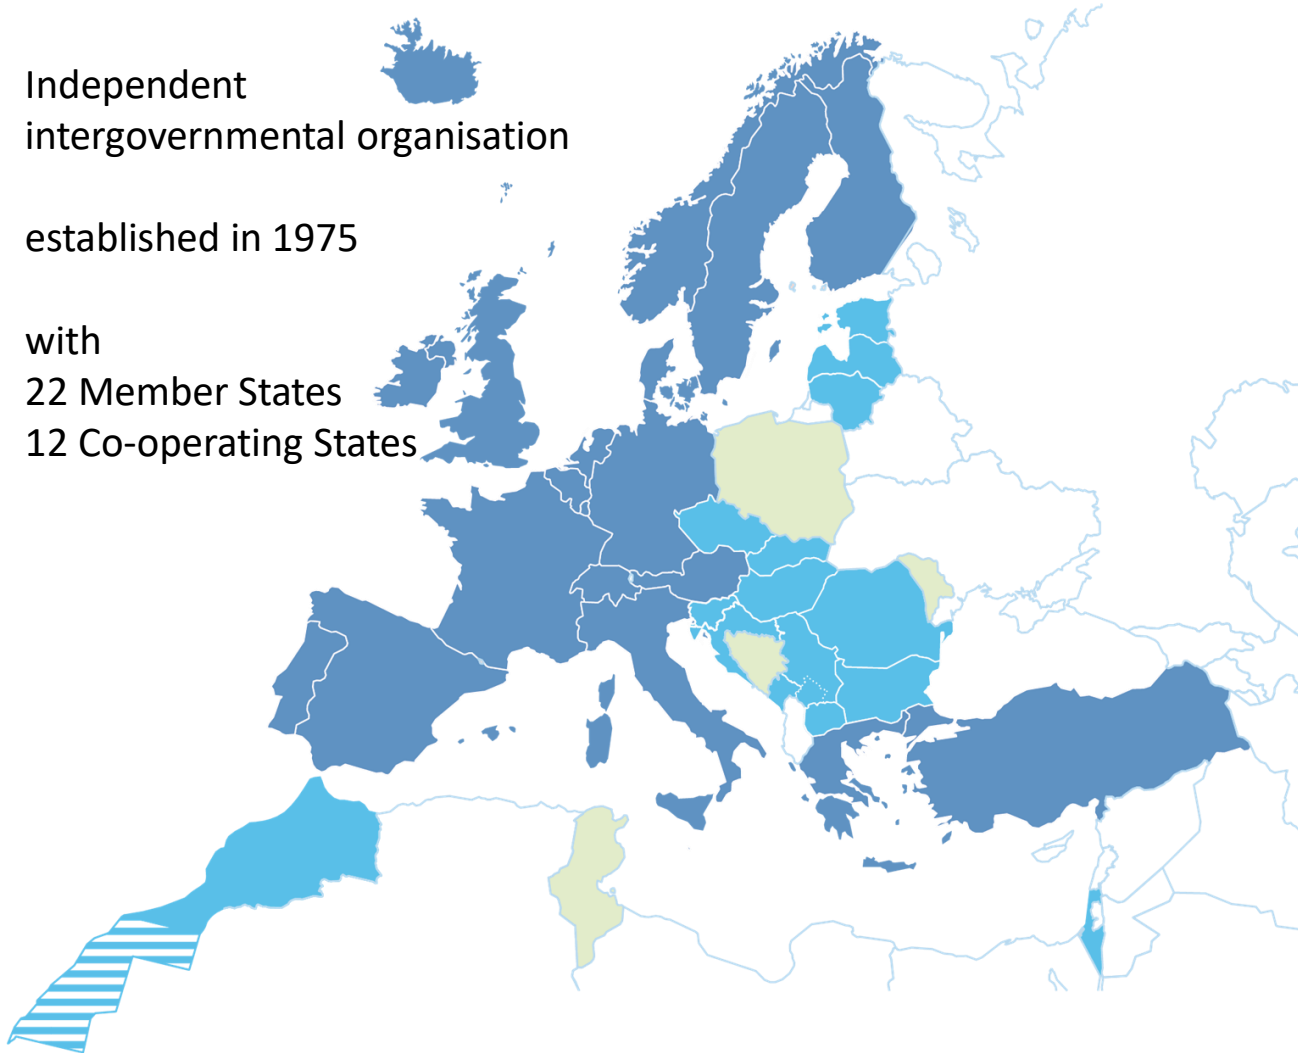 Independent
intergovernmental organisation
established in 1975
with
22 Member States
12 Co-operating States